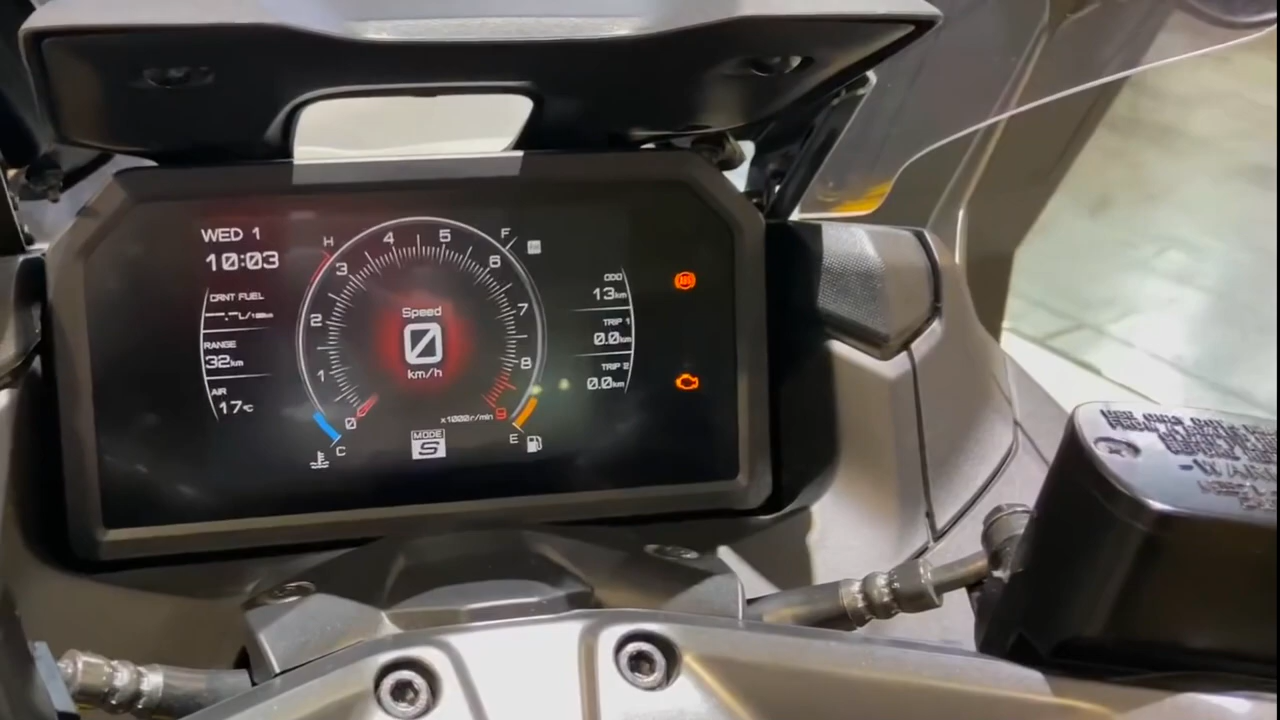 WED 1
10:03
CRNT FUEL
--.-L/100km
RANGE
32km
AIR
17℃
H
C
0
1
2
3
4
5
6
7
8
9
F
E
Speed
0
km/h
x1000r/min
MODE
S
ODO
13km
TRIP 1
0.0km
TRIP 2
0.0km
ABS